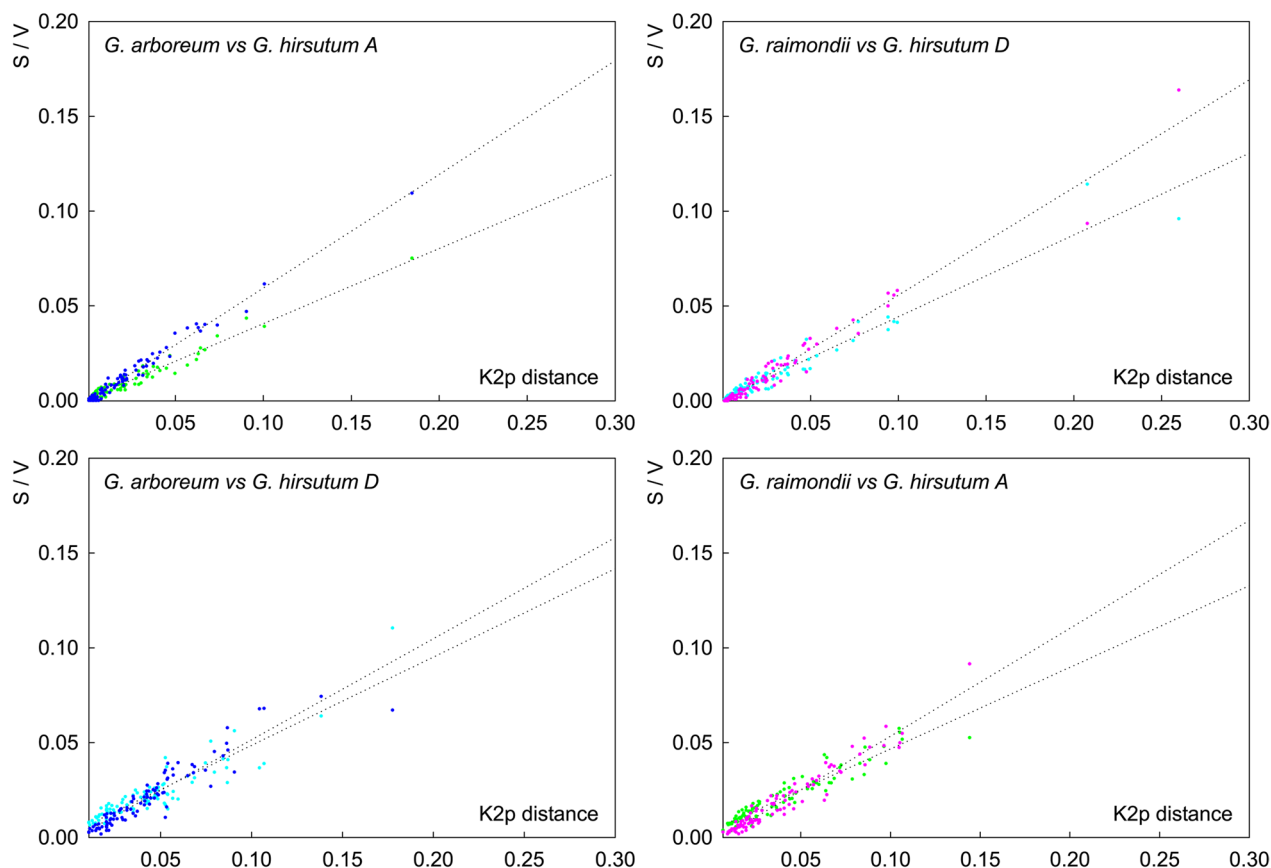 0.20
S / V
G. arboreum vs G. hirsutum A
0.15
0.10
0.05
K2p distance
0.00
0.05 0.10 0.15 0.20 0.25 0.30
0.20
S / V
G. raimondii vs G. hirsutum D
0.15
0.10
0.05
K2p distance
0.00
0.05 0.10 0.15 0.20 0.25 0.30
0.20
S / V
G. arboreum vs G. hirsutum D
0.15
0.10
0.05
K2p distance
0.00
0.05 0.10 0.15 0.20 0.25 0.30
0.20
S / V
G. raimondii vs G. hirsutum A
0.15
0.10
0.05
K2p distance
0.00
0.05 0.10 0.15 0.20 0.25 0.30